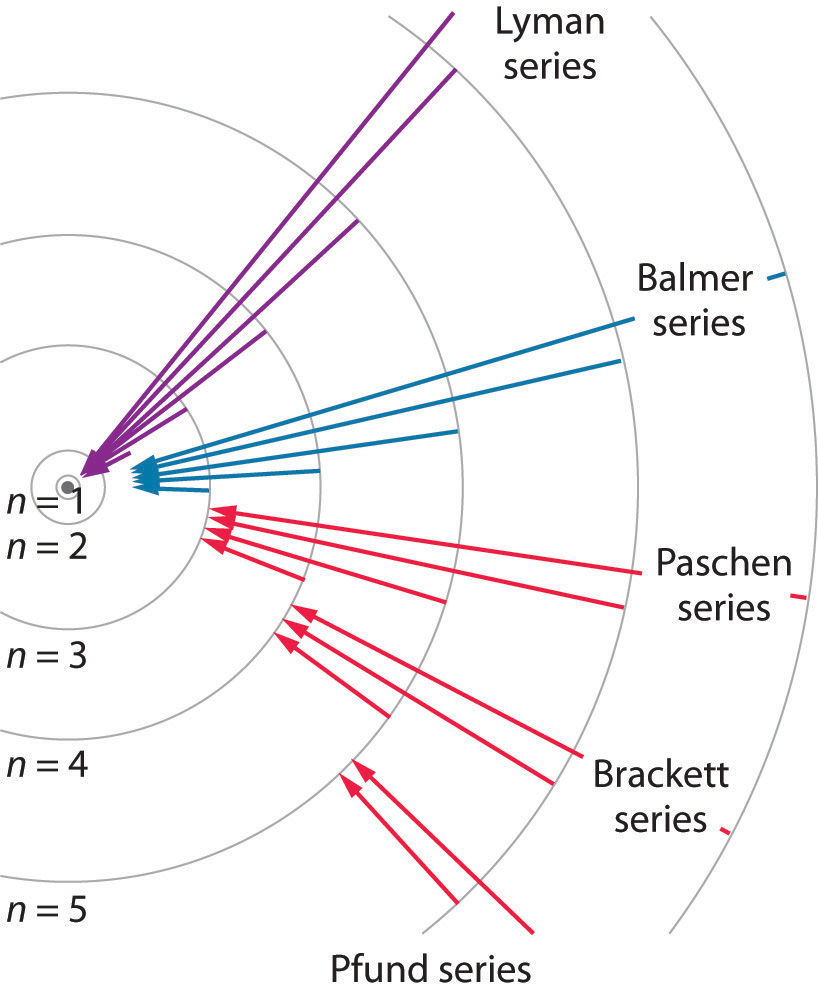 Lyman
series
Balmer
series
n = 1
n = 2
Paschen
series
n = 3
n = 4
Brackett
series
n = 5
Pfund series